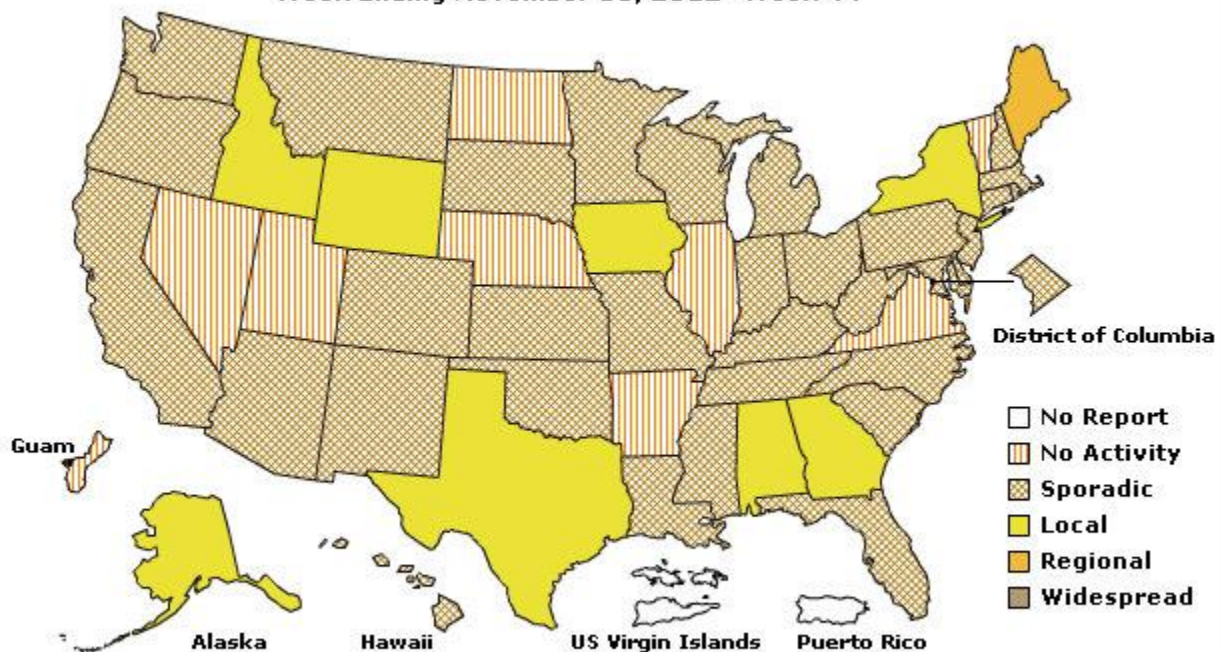 District of Columbia
No Report
Guam
No Activity
Sporadic
Local
Regional
Widespread
Alaska
Hawaii
US Virgin Islands
Puerto Rico